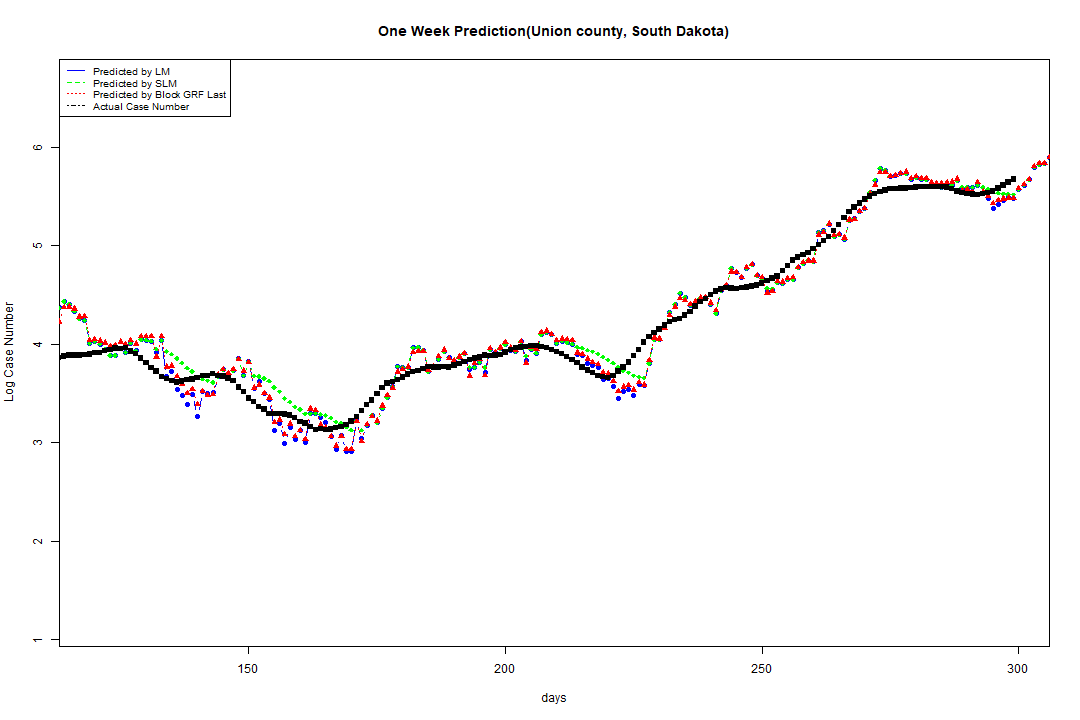 One Week Prediction(Union county, South Dakota)
Predicted by LM
Predicted by SLM
Predicted by Block GRF Last
Actual Case Number
Log Case Number
6
5
4
3
2
1
150 200 250 300
days